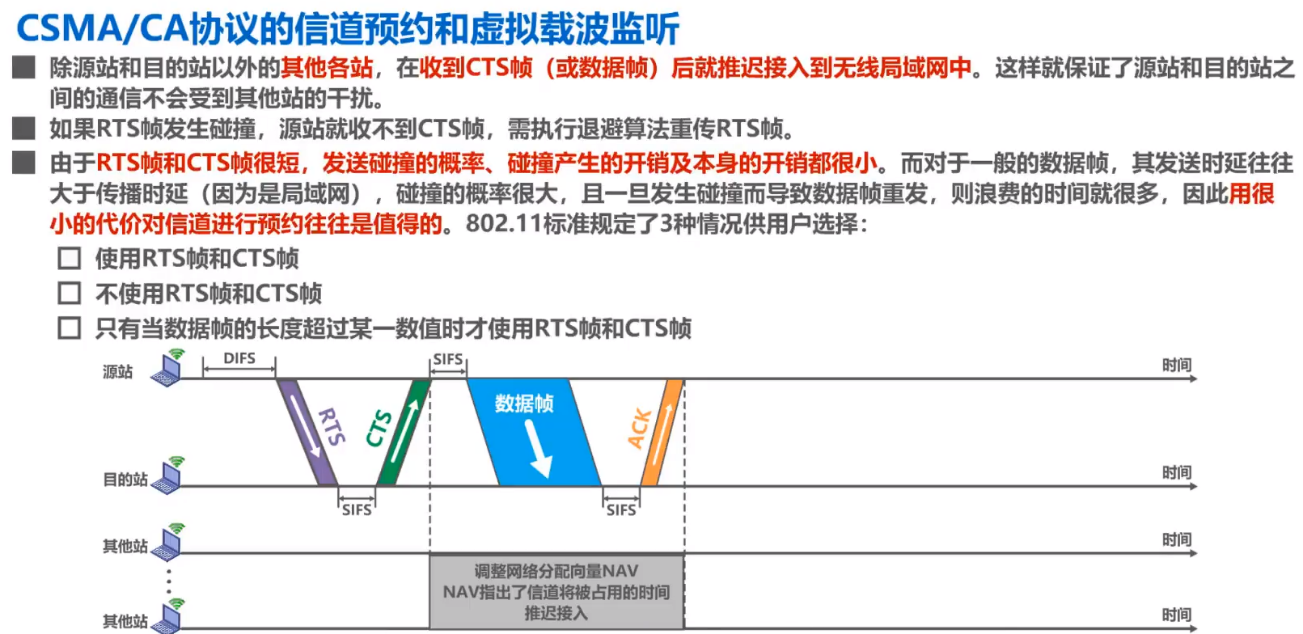 CSMA/CA协议的信道预约和虚拟载波监听
除源站和目的站以外的其他各站，在收到CTS帧（或数据帧）后就推迟接入到无线局域网中。这样就保证了源站和目的站之
间的通信不会受到其他站的干扰。
如果RTS帧发生碰撞，源站就收不到CTS帧，需执行退避算法重传RTS帧。
由于RTS帧和CTS帧很短，发送碰撞的概率、碰撞产生的开销及本身的开销都很小。而对于一般的数据帧，其发送时延往往
大于传播时延（因为是局域网），碰撞的概率很大，且一旦发生碰撞而导致数据帧重发，则浪费的时间就很多，因此用很
小的代价对信道进行预约往往是值得的。802.11标准规定了3种情况供用户选择：
使用RTS帧和CTS帧
不使用RTS帧和CTS帧
只有当数据帧的长度超过某一数值时才使用RTS帧和CTS帧
DIFS
SIFS
源站
时间
RTS
CTS
数据帧
ACK
目的站
时间
SIFS
SIFS
其他站
时间
调整网络分配向量NAV
NAV指出了信道将被占用的时间
推迟接入
其他站
时间